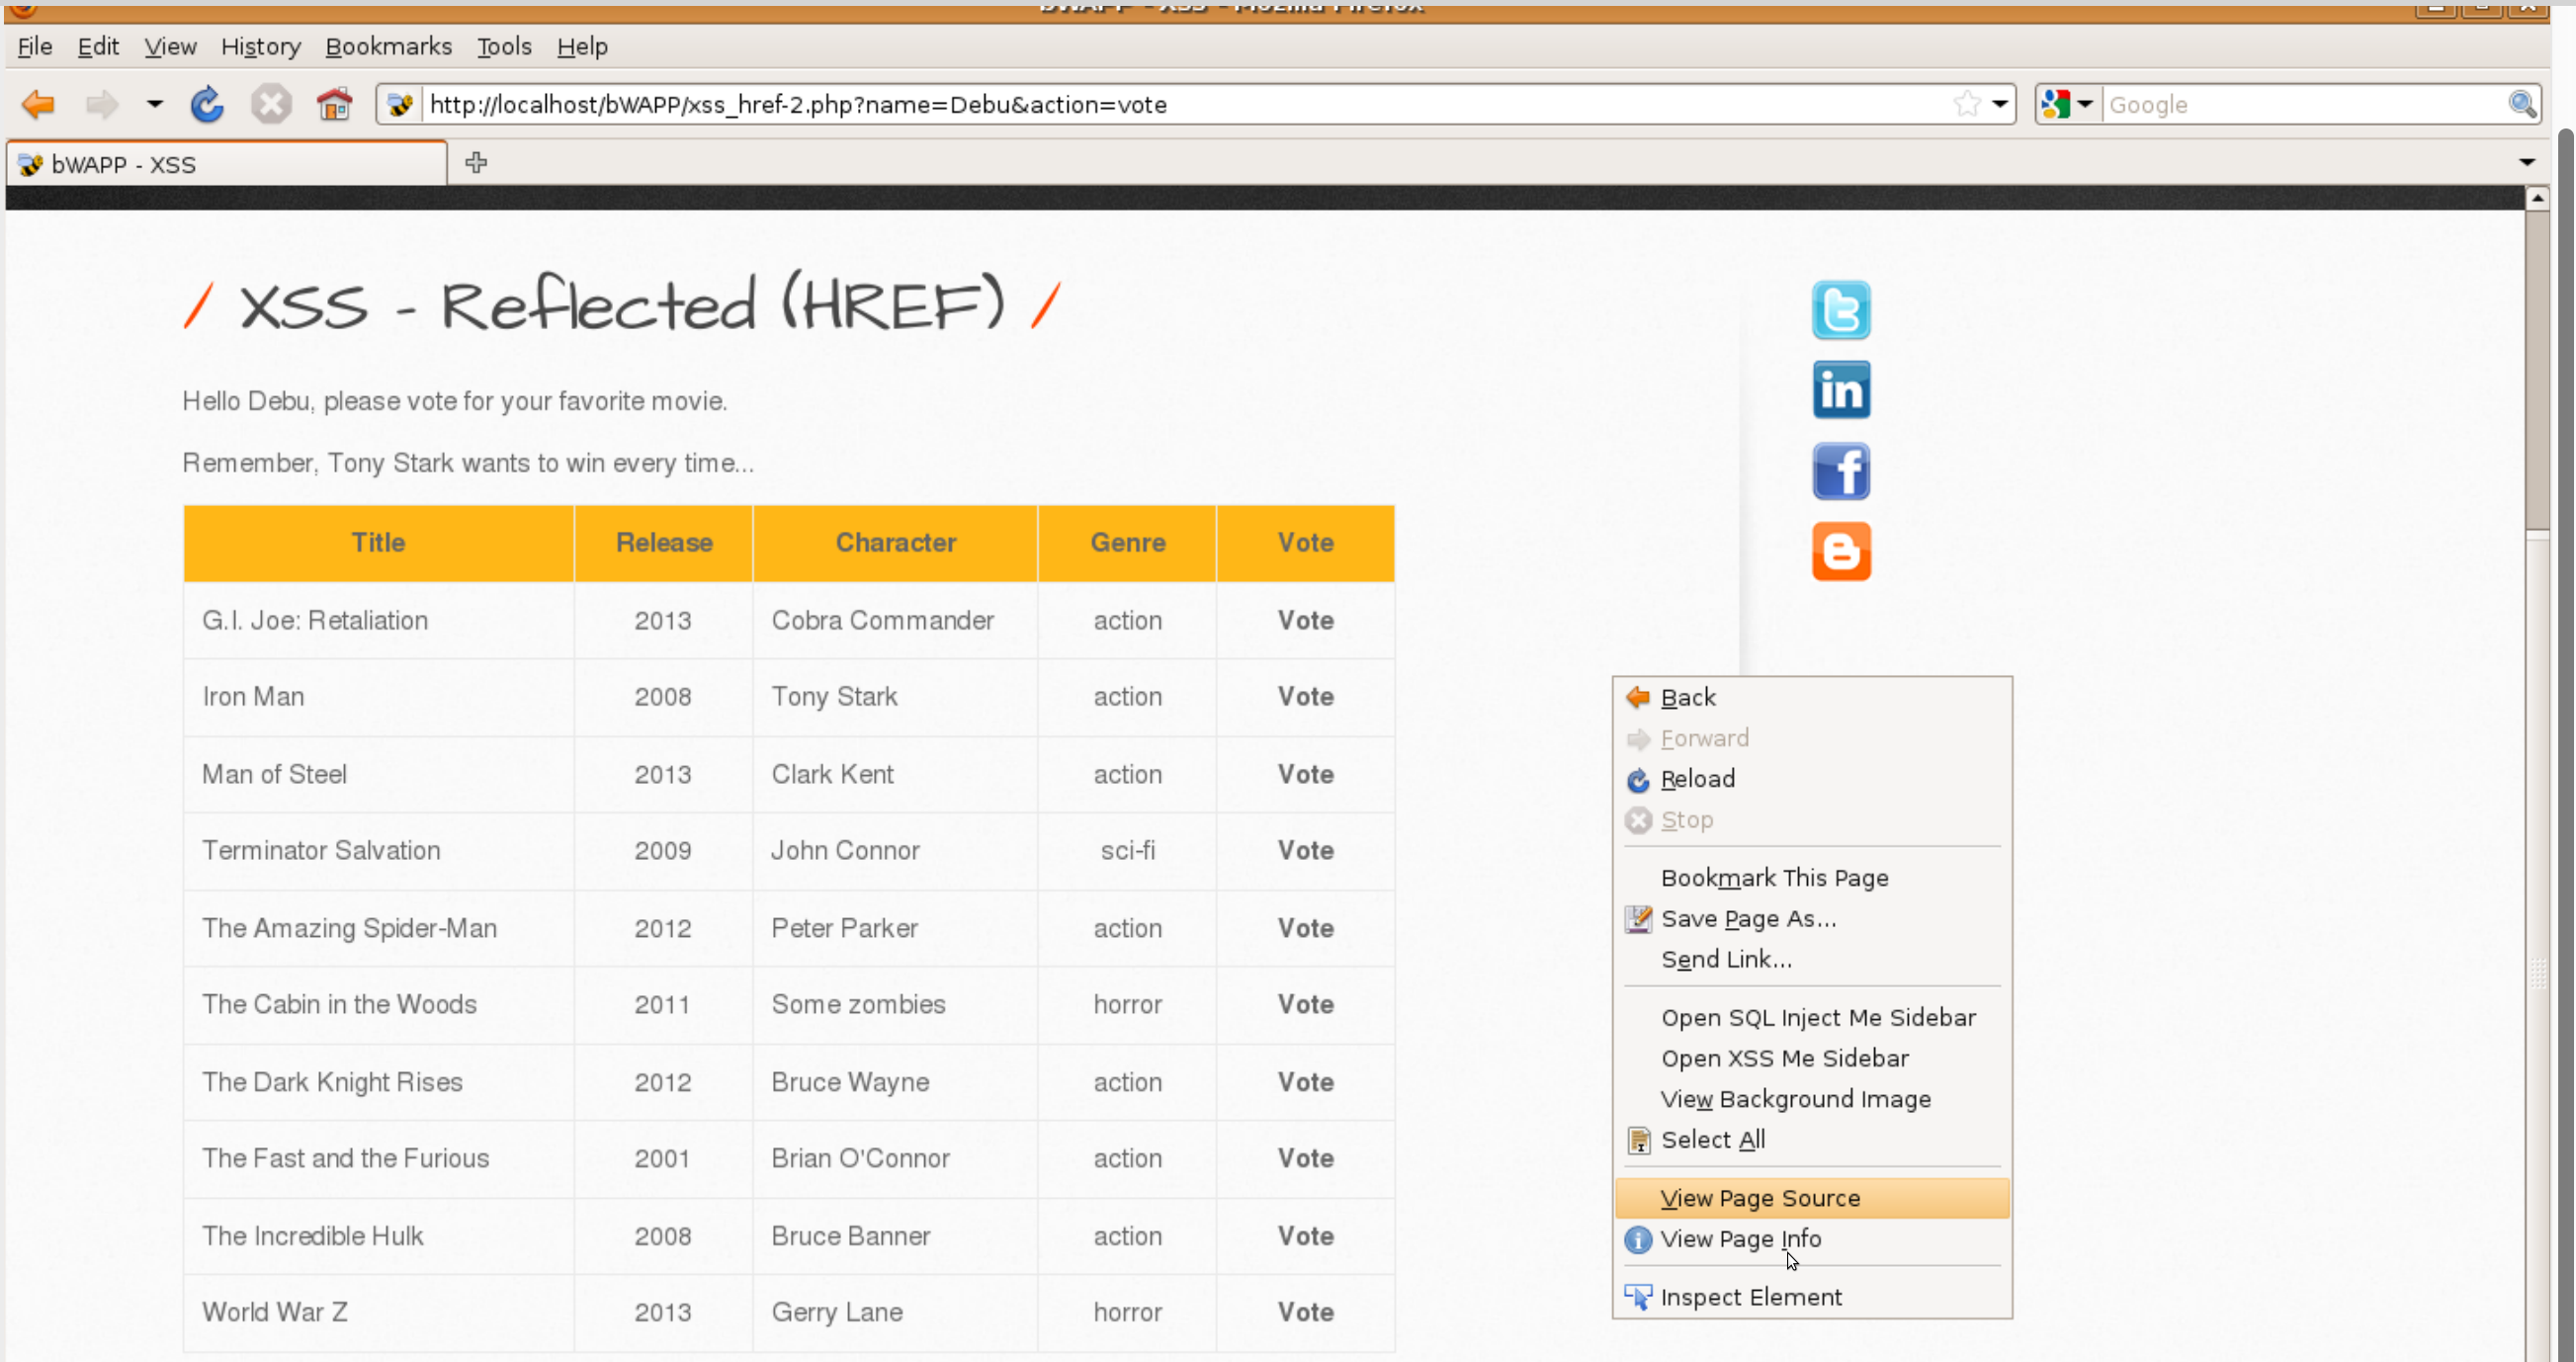 bWAPP - XSS - Mozilla Firefox
File Edit View History Bookmarks Tools Help
http://localhost/bWAPP/xss_href-2.php?name=Debu&action=vote
Google
bWAPP - XSS
/ XSS - Reflected (HREF) /
Hello Debu, please vote for your favorite movie.
Remember, Tony Stark wants to win every time...
Title Release Character Genre Vote
G.I. Joe: Retaliation 2013 Cobra Commander action Vote
Iron Man 2008 Tony Stark action Vote
Man of Steel 2013 Clark Kent action Vote
Terminator Salvation 2009 John Connor sci-fi Vote
The Amazing Spider-Man 2012 Peter Parker action Vote
The Cabin in the Woods 2011 Some zombies horror Vote
The Dark Knight Rises 2012 Bruce Wayne action Vote
The Fast and the Furious 2001 Brian O'Connor action Vote
The Incredible Hulk 2008 Bruce Banner action Vote
World War Z 2013 Gerry Lane horror Vote
in
f
Back
Forward
Reload
Stop
Bookmark This Page
Save Page As...
Send Link...
Open SQL Inject Me Sidebar
Open XSS Me Sidebar
View Background Image
Select All
View Page Source
View Page Info
Inspect Element